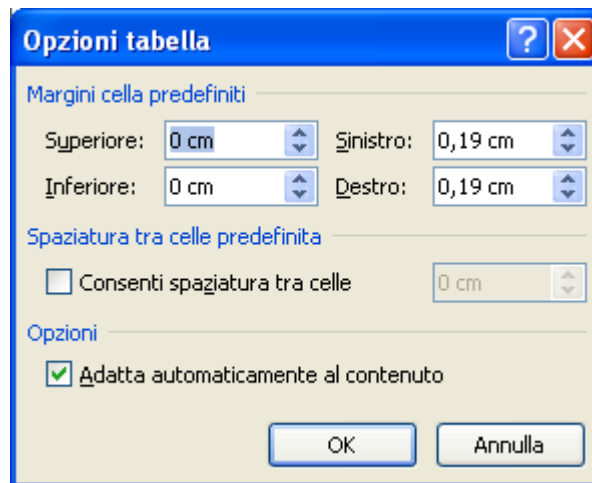 Opzioni tabella
Margini cella predefiniti
Superiore: 0 cm Sinistro: 0,19 cm
Inferiore: 0 cm Destro: 0,19 cm
Spaziatura tra celle predefinita
Consenti spaziatura tra celle 0 cm
Opzioni
Adatta automaticamente al contenuto
OK Annulla